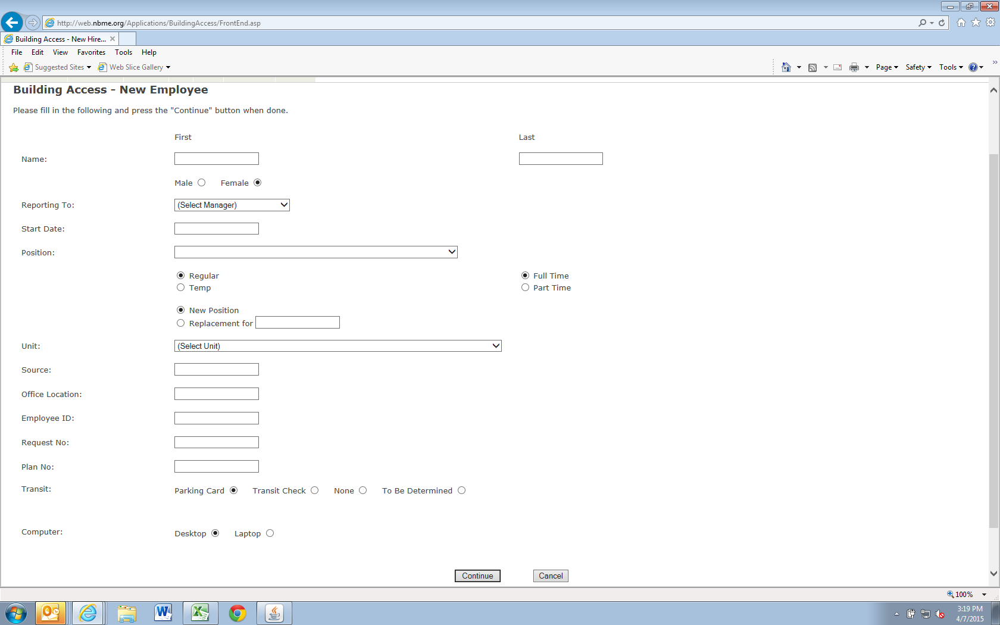 http://web.nbme.org/Applications/BuildingAccess/FrontEnd.asp
Building Access - New Hire...
File Edit View Favorites Tools Help
Suggested Sites Web Slice Gallery Page Safety Tools
Building Access - New Employee
Please fill in the following and press the "Continue" button when done.
First Last
Name:
Male Female
Reporting To: (Select Manager)
Start Date:
Position:
Regular Full Time
Temp Part Time
New Position
Replacement for
Unit: (Select Unit)
Source:
Office Location:
Employee ID:
Request No:
Plan No:
Transit: Parking Card Transit Check None To Be Determined
Computer: Desktop Laptop
Continue Cancel
100%
3:19 PM
4/7/2015